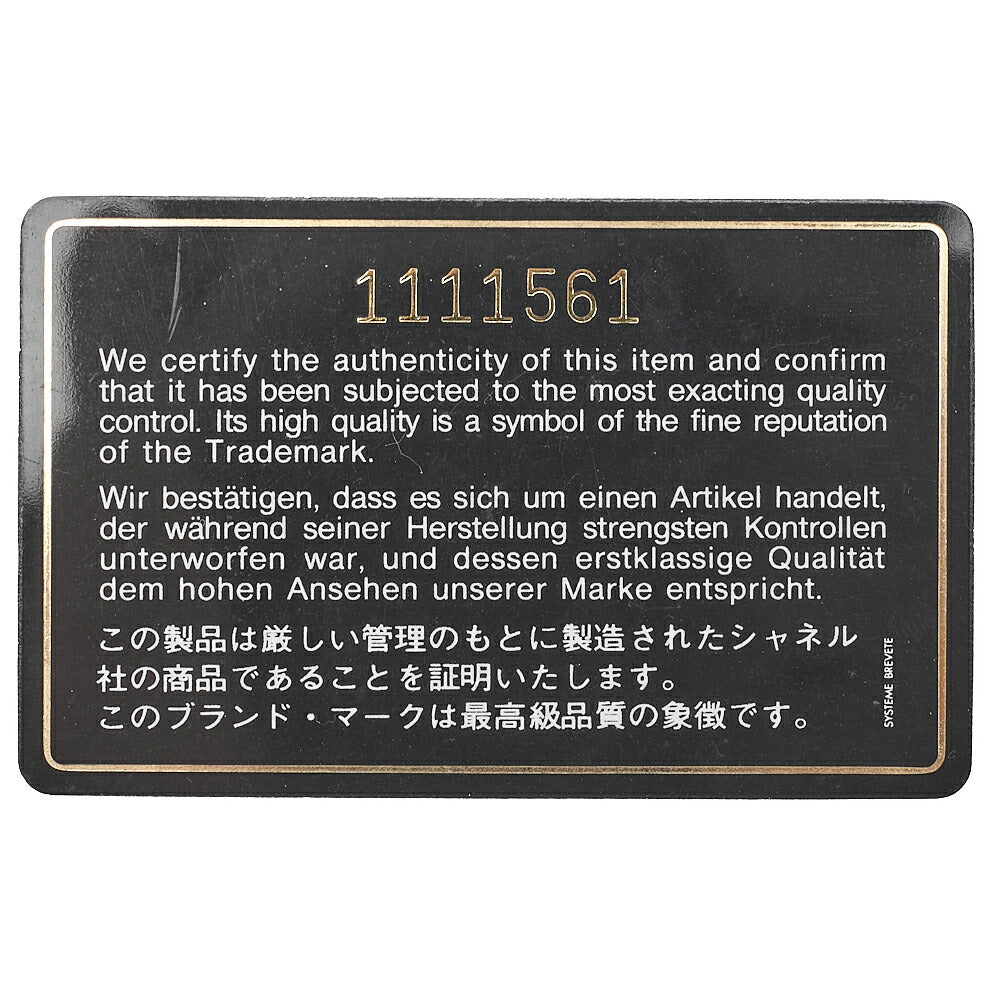 1111561
We certify the authenticity of this item and confirm
that it has been subjected to the most exacting quality
control. Its high quality is a symbol of the fine reputation
of the Trademark.
Wir bestätigen, dass es sich um einen Artikel handelt,
der während seiner Herstellung strengsten Kontrollen
unterworfen war, und dessen erstklassige Qualität
dem hohen Ansehen unserer Marke entspricht.
この製品は厳しい管理のもとに製造されたシャネル
社の商品であることを証明いたします。
このブランド・マークは最高級品質の象徴です。
SYSTEME BREVETE